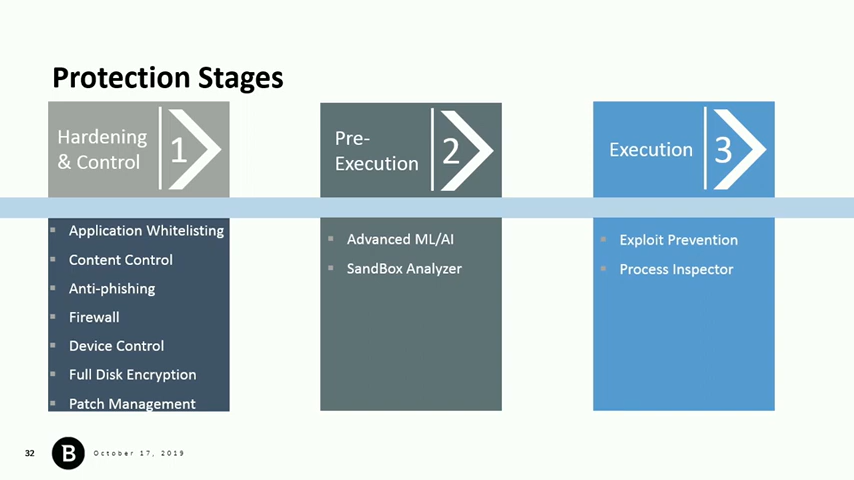 Protection Stages
Hardening
& Control
1
Pre-
Execution
2
Execution
3
Application Whitelisting
Content Control
Anti-phishing
Firewall
Device Control
Full Disk Encryption
Patch Management
Advanced ML/AI
SandBox Analyzer
Exploit Prevention
Process Inspector
32
B
October 17, 2019